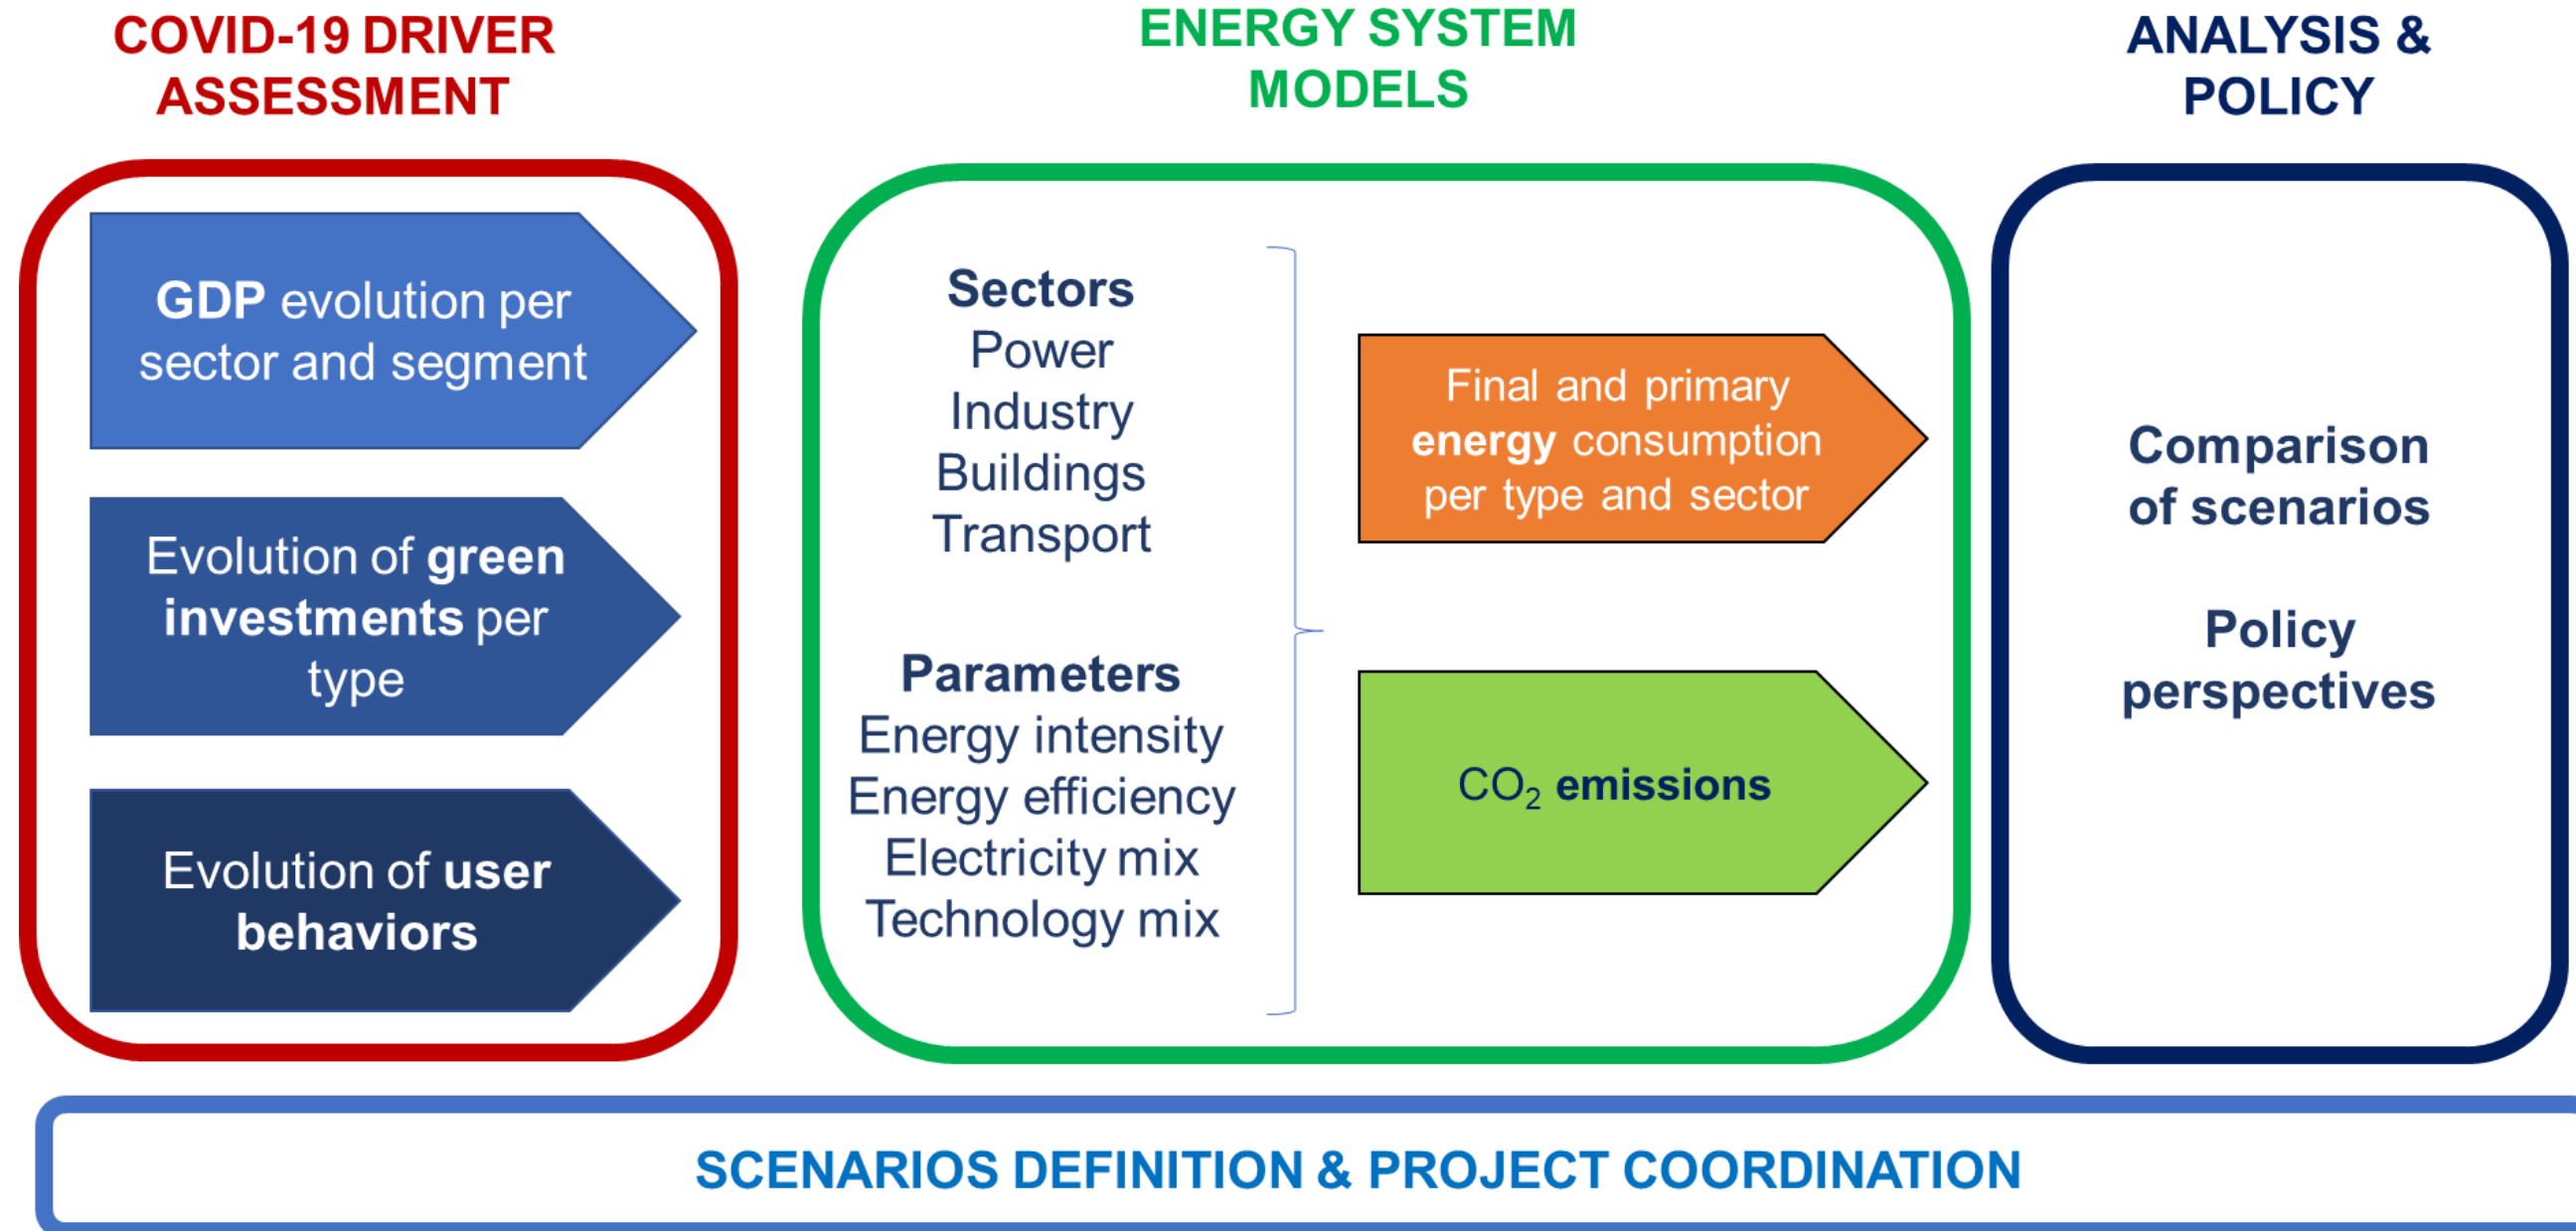 COVID-19 DRIVER
ASSESSMENT
GDP evolution per
sector and segment
Evolution of green
investments per
type
Evolution of user
behaviors
ENERGY SYSTEM
MODELS
Sectors
Power
Industry
Buildings
Transport
Parameters
Energy intensity
Energy efficiency
Electricity mix
Technology mix
Final and primary
energy consumption
per type and sector
CO₂ emissions
ANALYSIS &
POLICY
Comparison
of scenarios
Policy
perspectives
SCENARIOS DEFINITION & PROJECT COORDINATION